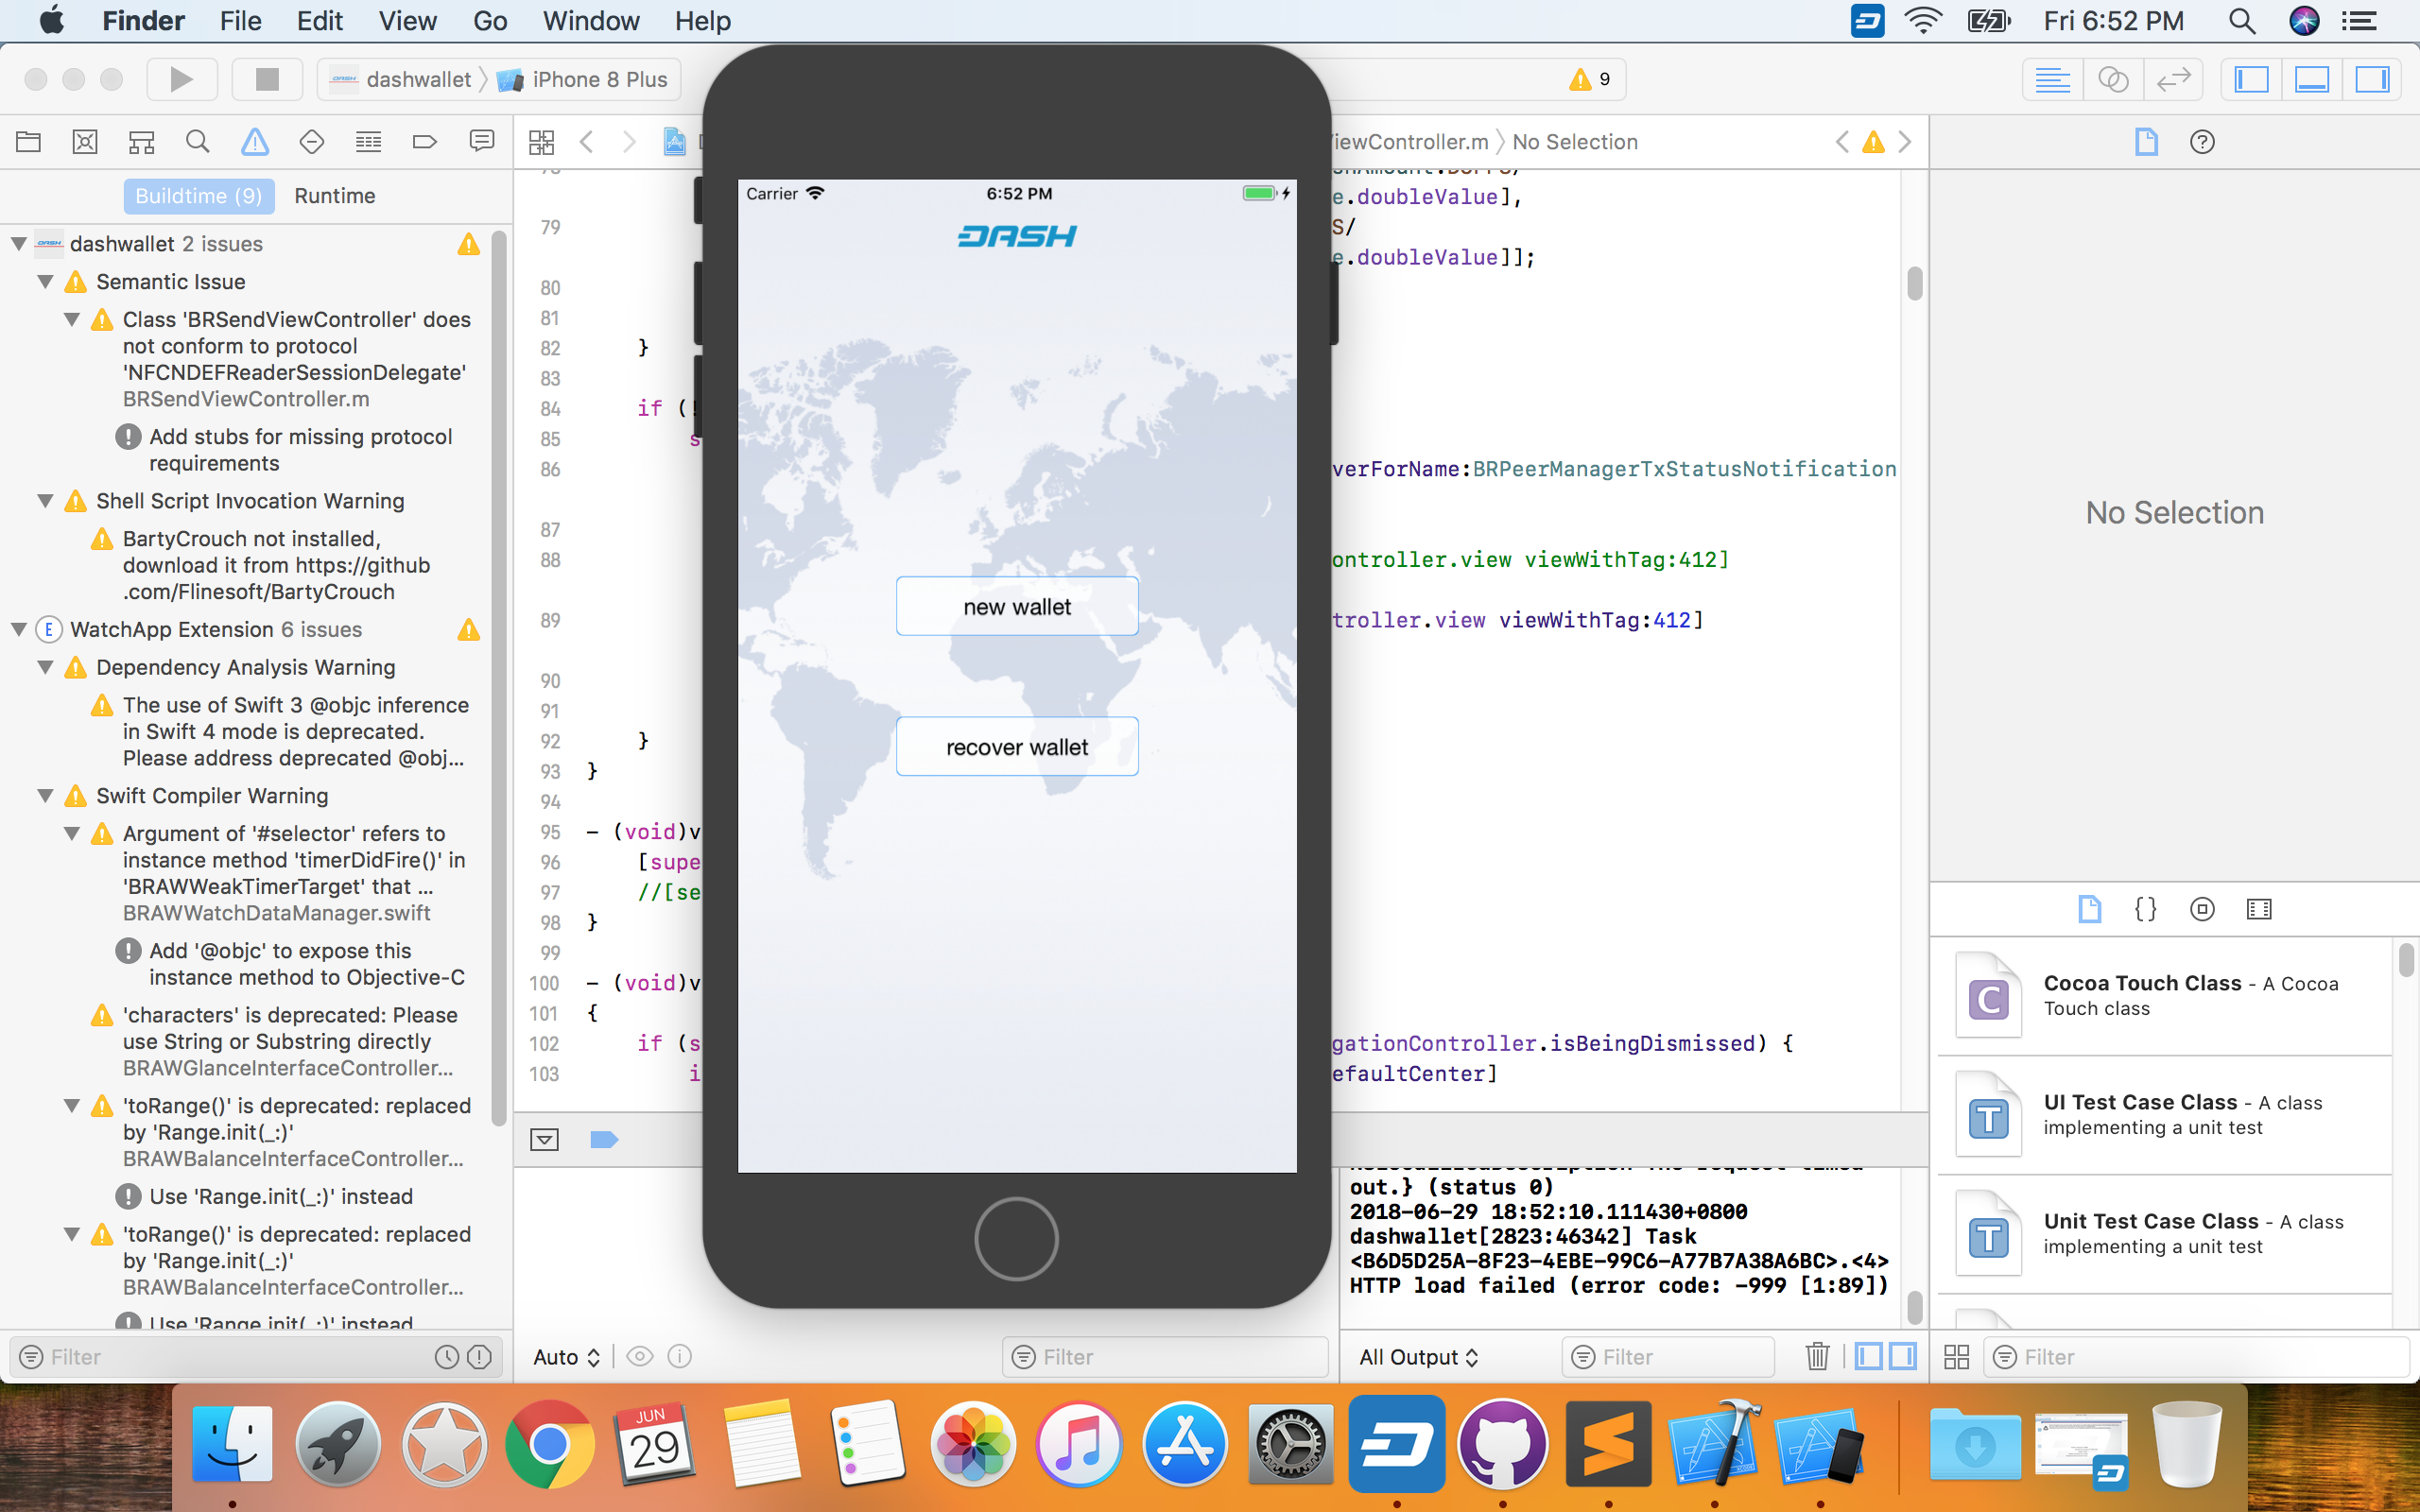 Finder File Edit View Go Window Help
Fri 6:52 PM
dashwallet iPhone 8 Plus
9
ViewController.m No Selection
Buildtime (9) Runtime
dashwallet 2 issues
Semantic Issue
Class 'BRSendViewController' does
not conform to protocol
'NFCNDEFReaderSessionDelegate'
BRSendViewController.m
Add stubs for missing protocol
requirements
Shell Script Invocation Warning
BartyCrouch not installed,
download it from https://github
.com/Flinesoft/BartyCrouch
E WatchApp Extension 6 issues
Dependency Analysis Warning
The use of Swift 3 @objc inference
in Swift 4 mode is deprecated.
Please address deprecated @obj...
Swift Compiler Warning
Argument of '#selector' refers to
instance method 'timerDidFire()' in
'BRAWWeakTimerTarget' that ...
BRAWWatchDataManager.swift
Add '@objc' to expose this
instance method to Objective-C
'characters' is deprecated: Please
use String or Substring directly
BRAWGlanceInterfaceController...
'toRange()' is deprecated: replaced
by 'Range.init(_:)'
BRAWBalanceInterfaceController...
Use 'Range.init(_:)' instead
'toRange()' is deprecated: replaced
by 'Range.init(_:)'
BRAWBalanceInterfaceController...
Use 'Range.init(_:)' instead
Filter
e.doubleValue],
79 S/
e.doubleValue]];
80
81
82 }
83
84 if (!
85 s
86 verForName:BRPeerManagerTxStatusNotification
87
88 ontroller.view viewWithTag:412]
89 troller.view viewWithTag:412]
90
91
92 }
93 }
94
95 - (void)v
96 [supe
97 //[se
98 }
99
100 - (void)v
101 {
102 if (s gationController.isBeingDismissed) {
103 i efaultCenter]
Carrier 6:52 PM
DASH
new wallet
recover wallet
out.} (status 0)
2018-06-29 18:52:10.111430+0800
dashwallet[2823:46342] Task
<B6D5D25A-8F23-4EBE-99C6-A77B7A38A6BC>.<4>
HTTP load failed (error code: -999 [1:89])
Auto Filter
All Output Filter
No Selection
{}
C Cocoa Touch Class - A Cocoa
Touch class
T UI Test Case Class - A class
implementing a unit test
T Unit Test Case Class - A class
implementing a unit test
Filter
JUN
29